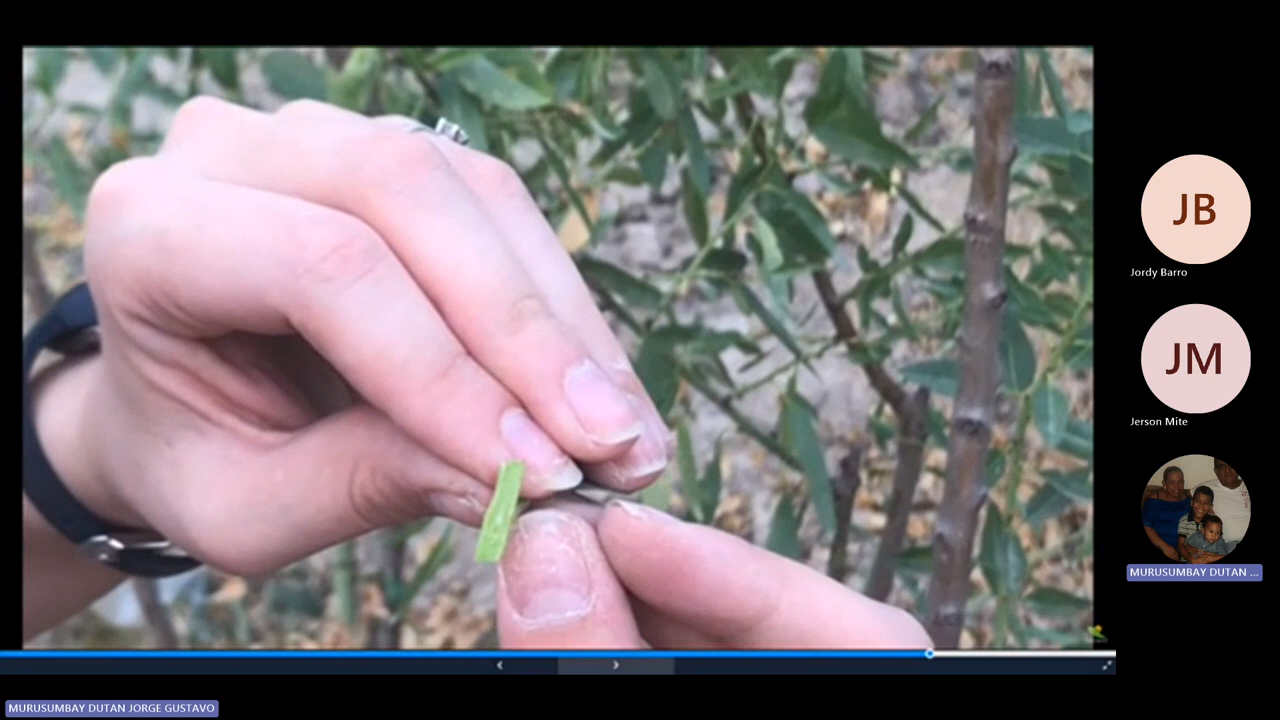 JB
Jordy Barro
JM
Jerson Mite
MURUSUMBAY DUTAN ...
MURUSUMBAY DUTAN JORGE GUSTAVO